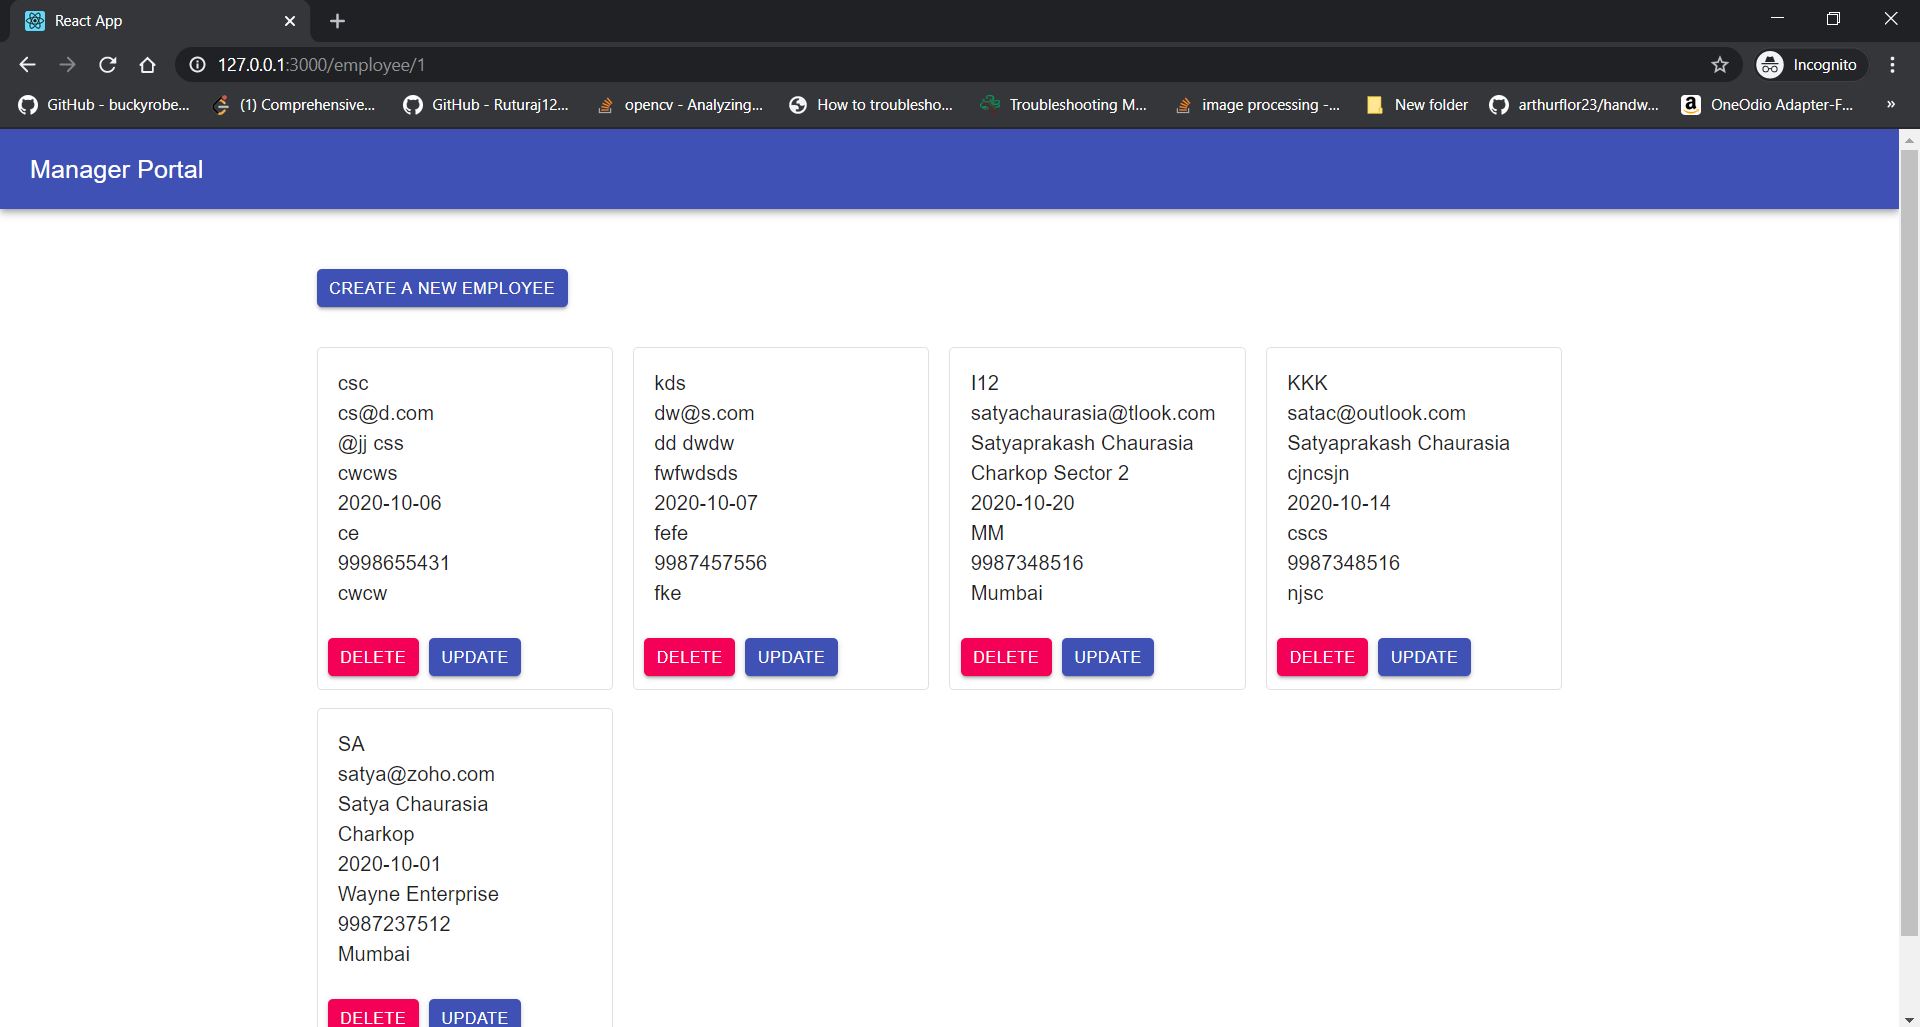 React App
127.0.0.1:3000/employee/1
Incognito
GitHub - buckyrobe...
(1) Comprehensive...
GitHub - Ruturaj12...
opencv - Analyzing...
How to troublesho...
Troubleshooting M...
image processing -...
New folder
arthurflor23/handw...
OneOdio Adapter-F...
»
Manager Portal
CREATE A NEW EMPLOYEE
csc
cs@d.com
@jj css
cwcws
2020-10-06
ce
9998655431
cwcw
DELETE UPDATE
kds
dw@s.com
dd dwdw
fwfwdsds
2020-10-07
fefe
9987457556
fke
DELETE UPDATE
I12
satyachaurasia@tlook.com
Satyaprakash Chaurasia
Charkop Sector 2
2020-10-20
MM
9987348516
Mumbai
DELETE UPDATE
KKK
satac@outlook.com
Satyaprakash Chaurasia
cjncsjn
2020-10-14
cscs
9987348516
njsc
DELETE UPDATE
SA
satya@zoho.com
Satya Chaurasia
Charkop
2020-10-01
Wayne Enterprise
9987237512
Mumbai
DELETE UPDATE